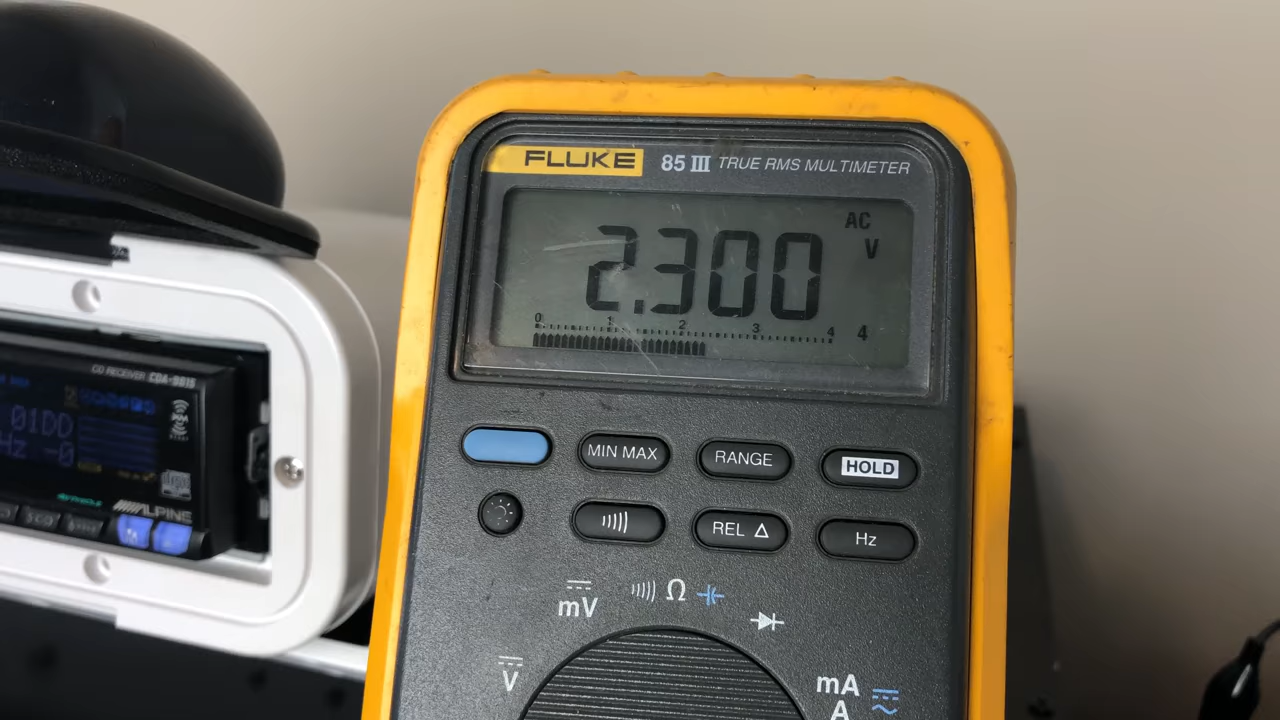 FLUKE 85 III TRUE RMS MULTIMETER
AC
2.300 V
0 1 2 3 4 4
MIN MAX RANGE HOLD
REL Δ Hz
mV Ω
V
mA
A
CD RECEIVER CDA-9815
01DD
Hz -0
ALPINE